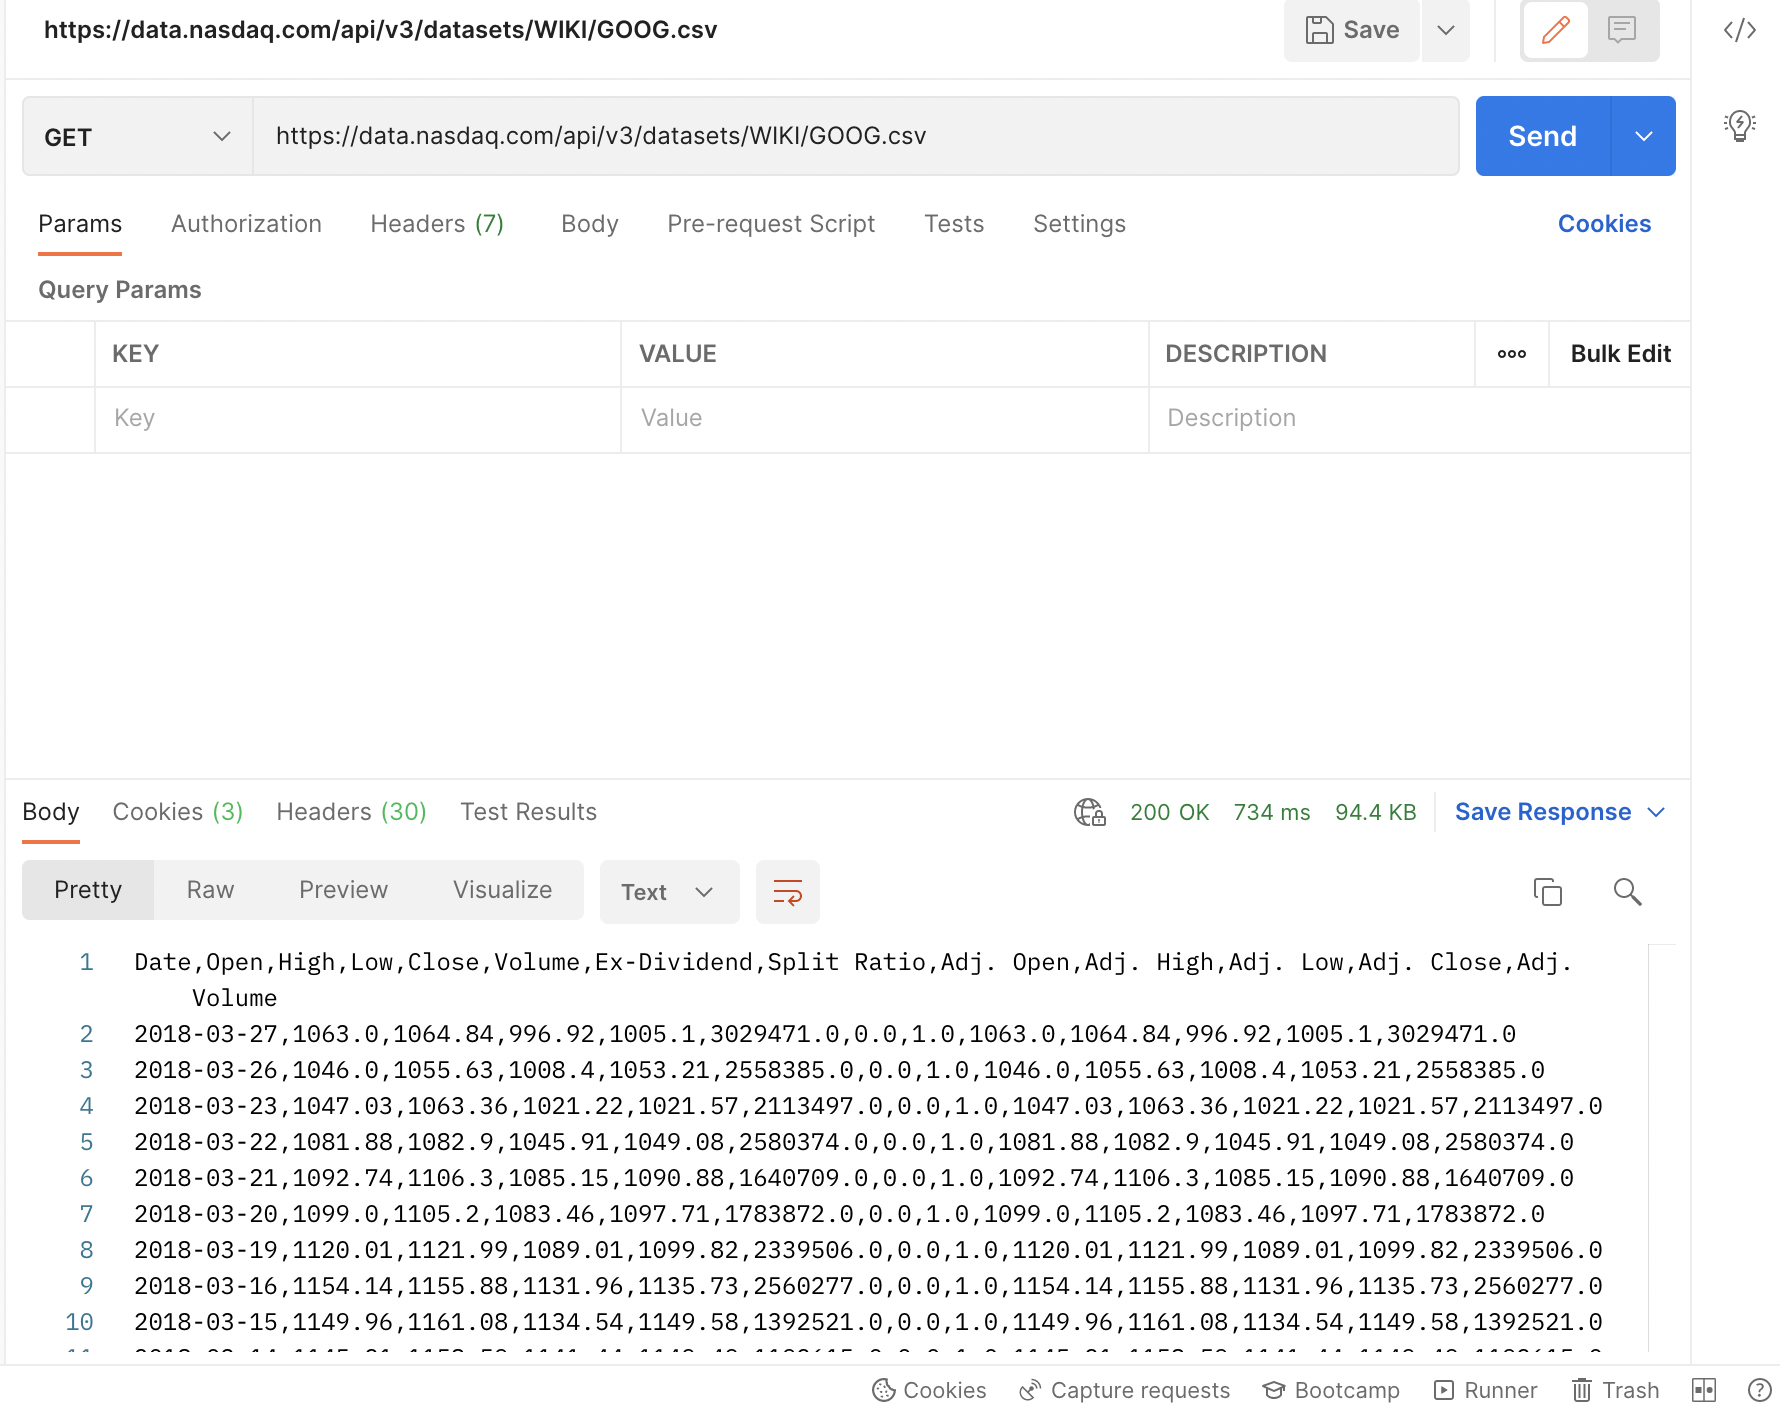 https://data.nasdaq.com/api/v3/datasets/WIKI/GOOG.csv
Save
GET
https://data.nasdaq.com/api/v3/datasets/WIKI/GOOG.csv
Send
Params Authorization Headers (7) Body Pre-request Script Tests Settings Cookies
Query Params
KEY VALUE DESCRIPTION Bulk Edit
Key Value Description
Body Cookies (3) Headers (30) Test Results 200 OK 734 ms 94.4 KB Save Response
Pretty Raw Preview Visualize Text
1 Date,Open,High,Low,Close,Volume,Ex-Dividend,Split Ratio,Adj. Open,Adj. High,Adj. Low,Adj. Close,Adj.
Volume
2 2018-03-27,1063.0,1064.84,996.92,1005.1,3029471.0,0.0,1.0,1063.0,1064.84,996.92,1005.1,3029471.0
3 2018-03-26,1046.0,1055.63,1008.4,1053.21,2558385.0,0.0,1.0,1046.0,1055.63,1008.4,1053.21,2558385.0
4 2018-03-23,1047.03,1063.36,1021.22,1021.57,2113497.0,0.0,1.0,1047.03,1063.36,1021.22,1021.57,2113497.0
5 2018-03-22,1081.88,1082.9,1045.91,1049.08,2580374.0,0.0,1.0,1081.88,1082.9,1045.91,1049.08,2580374.0
6 2018-03-21,1092.74,1106.3,1085.15,1090.88,1640709.0,0.0,1.0,1092.74,1106.3,1085.15,1090.88,1640709.0
7 2018-03-20,1099.0,1105.2,1083.46,1097.71,1783872.0,0.0,1.0,1099.0,1105.2,1083.46,1097.71,1783872.0
8 2018-03-19,1120.01,1121.99,1089.01,1099.82,2339506.0,0.0,1.0,1120.01,1121.99,1089.01,1099.82,2339506.0
9 2018-03-16,1154.14,1155.88,1131.96,1135.73,2560277.0,0.0,1.0,1154.14,1155.88,1131.96,1135.73,2560277.0
10 2018-03-15,1149.96,1161.08,1134.54,1149.58,1392521.0,0.0,1.0,1149.96,1161.08,1134.54,1149.58,1392521.0
Cookies Capture requests Bootcamp Runner Trash